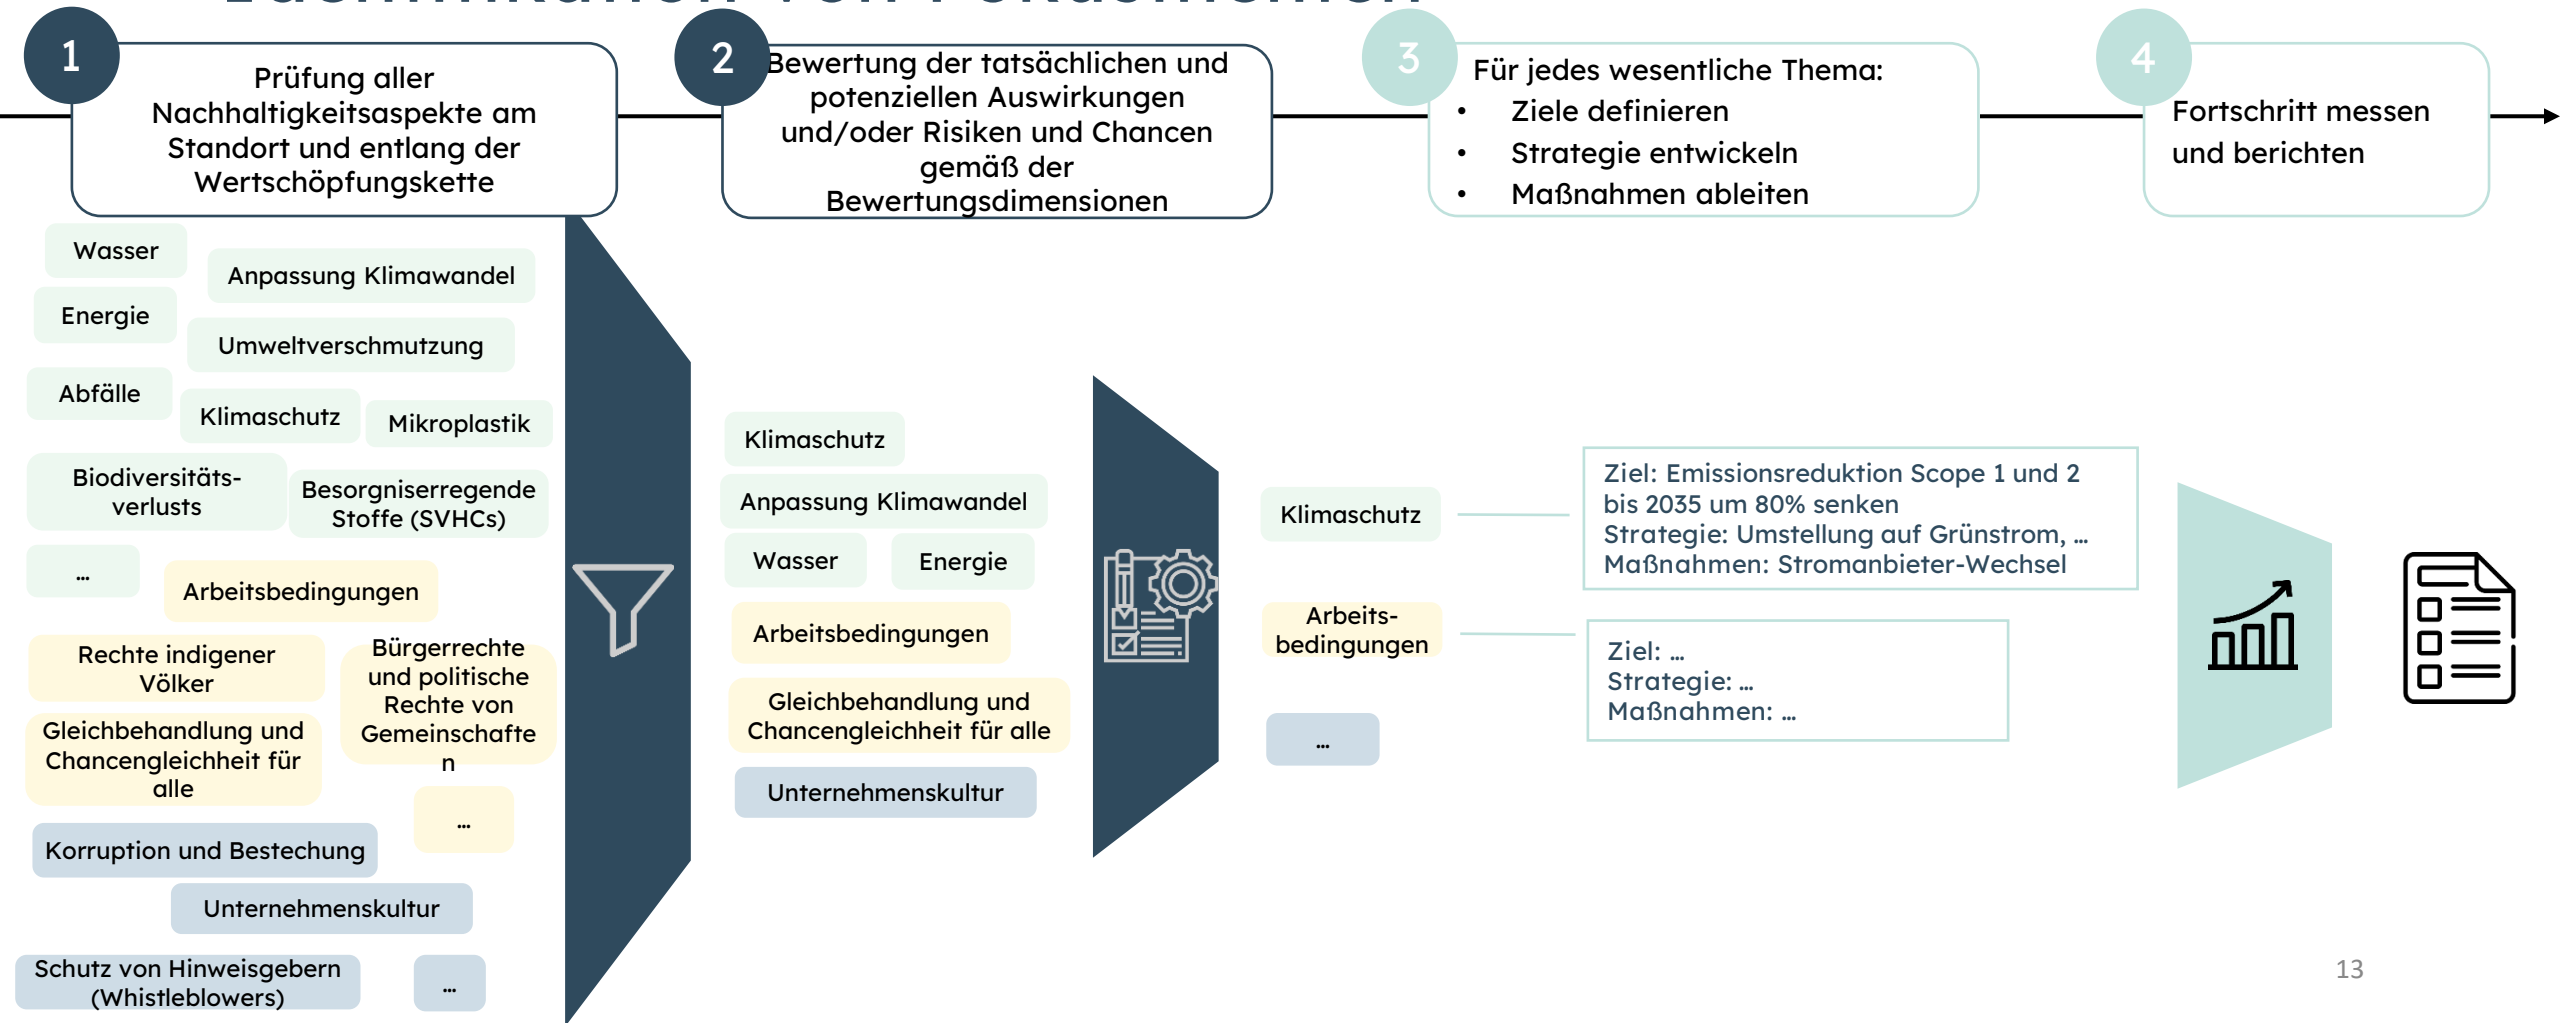 1
Prüfung aller
Nachhaltigkeitsaspekte am
Standort und entlang der
Wertschöpfungskette
2
Bewertung der tatsächlichen und
potenziellen Auswirkungen
und/oder Risiken und Chancen
gemäß der
Bewertungsdimensionen
3
Für jedes wesentliche Thema:
• Ziele definieren
• Strategie entwickeln
• Maßnahmen ableiten
4
Fortschritt messen
und berichten
Wasser
Anpassung Klimawandel
Energie
Umweltverschmutzung
Abfälle
Klimaschutz
Mikroplastik
Biodiversitäts-
verlusts
Besorgniserregende
Stoffe (SVHCs)
...
Arbeitsbedingungen
Rechte indigener
Völker
Bürgerrechte
und politische
Rechte von
Gemeinschafte
n
Gleichbehandlung und
Chancengleichheit für
alle
...
Korruption und Bestechung
Unternehmenskultur
Schutz von Hinweisgebern
(Whistleblowers)
...
Klimaschutz
Anpassung Klimawandel
Wasser
Energie
Arbeitsbedingungen
Gleichbehandlung und
Chancengleichheit für alle
Unternehmenskultur
Klimaschutz
Ziel: Emissionsreduktion Scope 1 und 2
bis 2035 um 80% senken
Strategie: Umstellung auf Grünstrom, ...
Maßnahmen: Stromanbieter-Wechsel
Arbeits-
bedingungen
Ziel: ...
Strategie: ...
Maßnahmen: ...
...
13